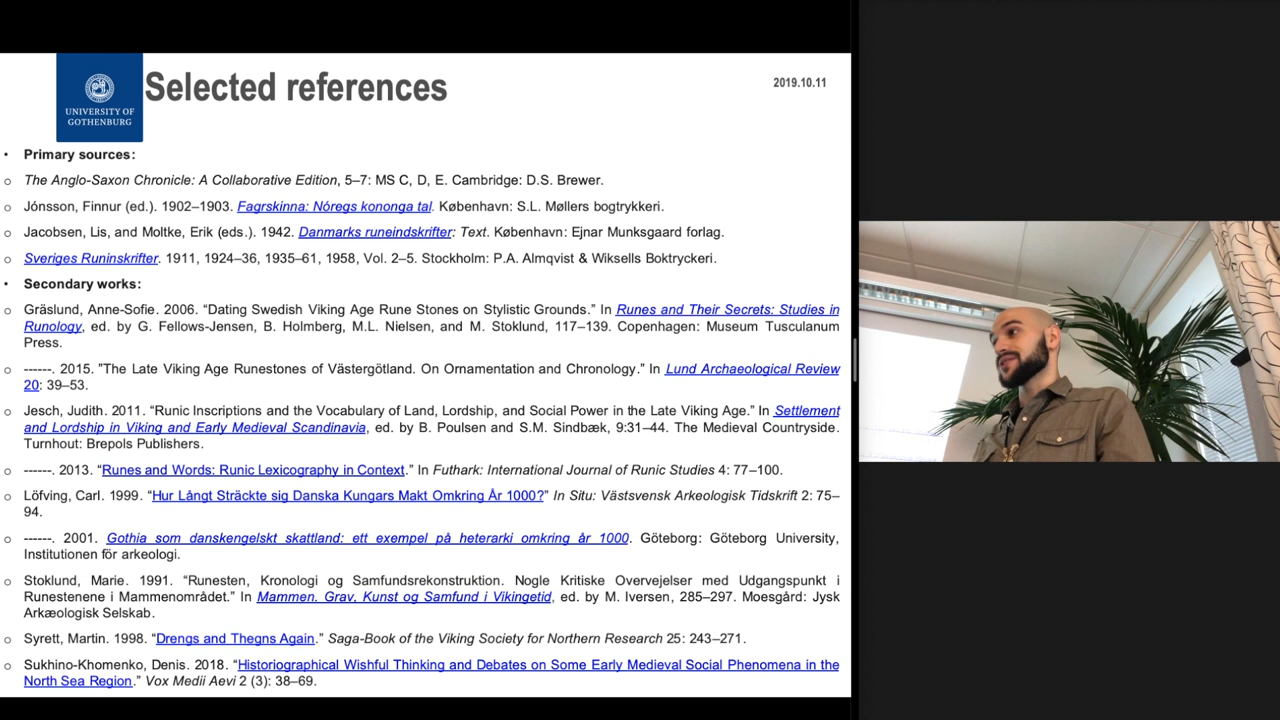 UNIVERSITY OF
GOTHENBURG
Selected references
2019.10.11
• Primary sources:
o The Anglo-Saxon Chronicle: A Collaborative Edition, 5–7: MS C, D, E. Cambridge: D.S. Brewer.
o Jónsson, Finnur (ed.). 1902–1903. Fagrskinna: Nóregs kononga tal. København: S.L. Møllers bogtrykkeri.
o Jacobsen, Lis, and Moltke, Erik (eds.). 1942. Danmarks runeindskrifter: Text. København: Ejnar Munksgaard forlag.
o Sveriges Runinskrifter. 1911, 1924–36, 1935–61, 1958, Vol. 2–5. Stockholm: P.A. Almqvist & Wiksells Boktryckeri.
• Secondary works:
o Gräslund, Anne-Sofie. 2006. “Dating Swedish Viking Age Rune Stones on Stylistic Grounds.” In Runes and Their Secrets: Studies in
Runology, ed. by G. Fellows-Jensen, B. Holmberg, M.L. Nielsen, and M. Stoklund, 117–139. Copenhagen: Museum Tusculanum
Press.
o ------. 2015. ”The Late Viking Age Runestones of Västergötland. On Ornamentation and Chronology.” In Lund Archaeological Review
20: 39–53.
o Jesch, Judith. 2011. “Runic Inscriptions and the Vocabulary of Land, Lordship, and Social Power in the Late Viking Age.” In Settlement
and Lordship in Viking and Early Medieval Scandinavia, ed. by B. Poulsen and S.M. Sindbæk, 9:31–44. The Medieval Countryside.
Turnhout: Brepols Publishers.
o ------. 2013. “Runes and Words: Runic Lexicography in Context.” In Futhark: International Journal of Runic Studies 4: 77–100.
o Löfving, Carl. 1999. “Hur Långt Sträckte sig Danska Kungars Makt Omkring År 1000?” In Situ: Västsvensk Arkeologisk Tidskrift 2: 75–
94.
o ------. 2001. Gothia som danskengelskt skattland: ett exempel på heterarki omkring år 1000. Göteborg: Göteborg University,
Institutionen för arkeologi.
o Stoklund, Marie. 1991. “Runesten, Kronologi og Samfundsrekonstruktion. Nogle Kritiske Overvejelser med Udgangspunkt i
Runestenene i Mammenområdet.” In Mammen. Grav, Kunst og Samfund i Vikingetid, ed. by M. Iversen, 285–297. Moesgård: Jysk
Arkæologisk Selskab.
o Syrett, Martin. 1998. “Drengs and Thegns Again.” Saga-Book of the Viking Society for Northern Research 25: 243–271.
o Sukhino-Khomenko, Denis. 2018. “Historiographical Wishful Thinking and Debates on Some Early Medieval Social Phenomena in the
North Sea Region.” Vox Medii Aevi 2 (3): 38–69.